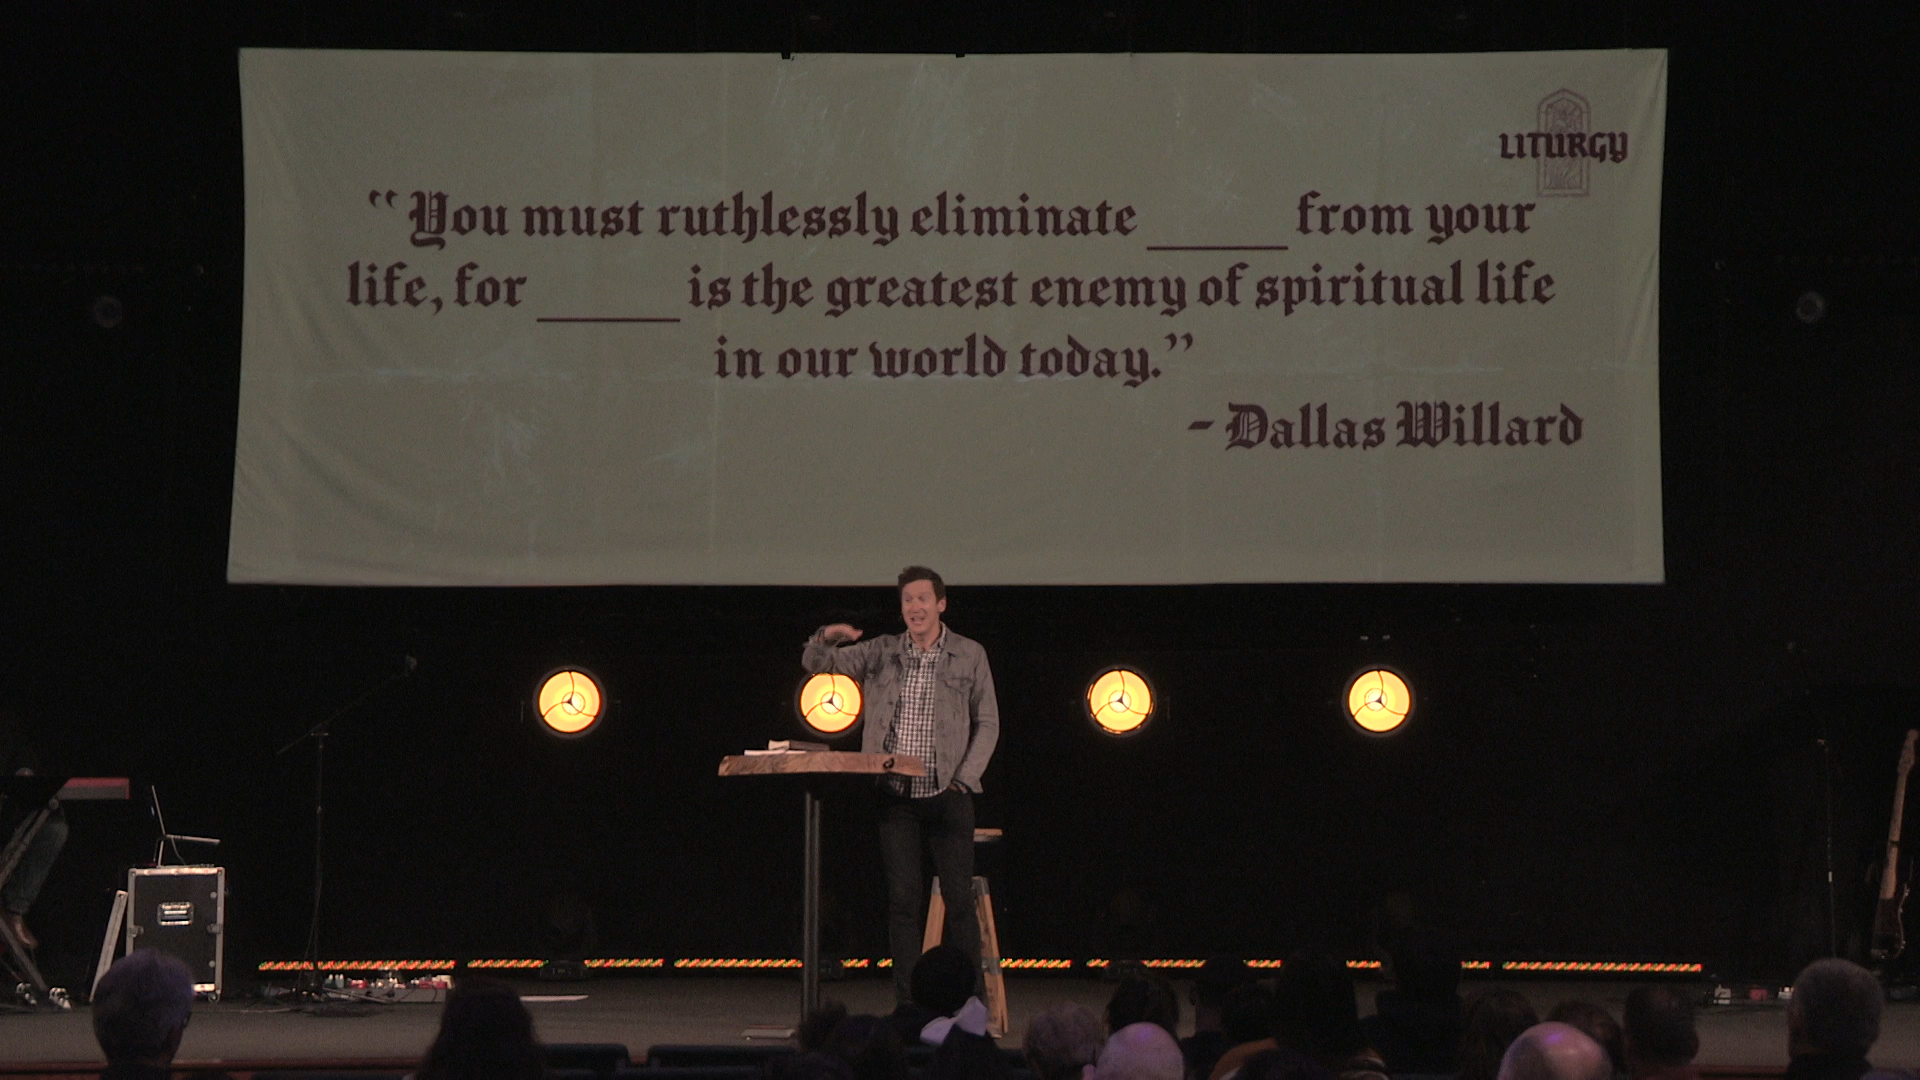 LITURGY
“You must ruthlessly eliminate _____ from your
life, for _____ is the greatest enemy of spiritual life
in our world today.”
- Dallas Willard